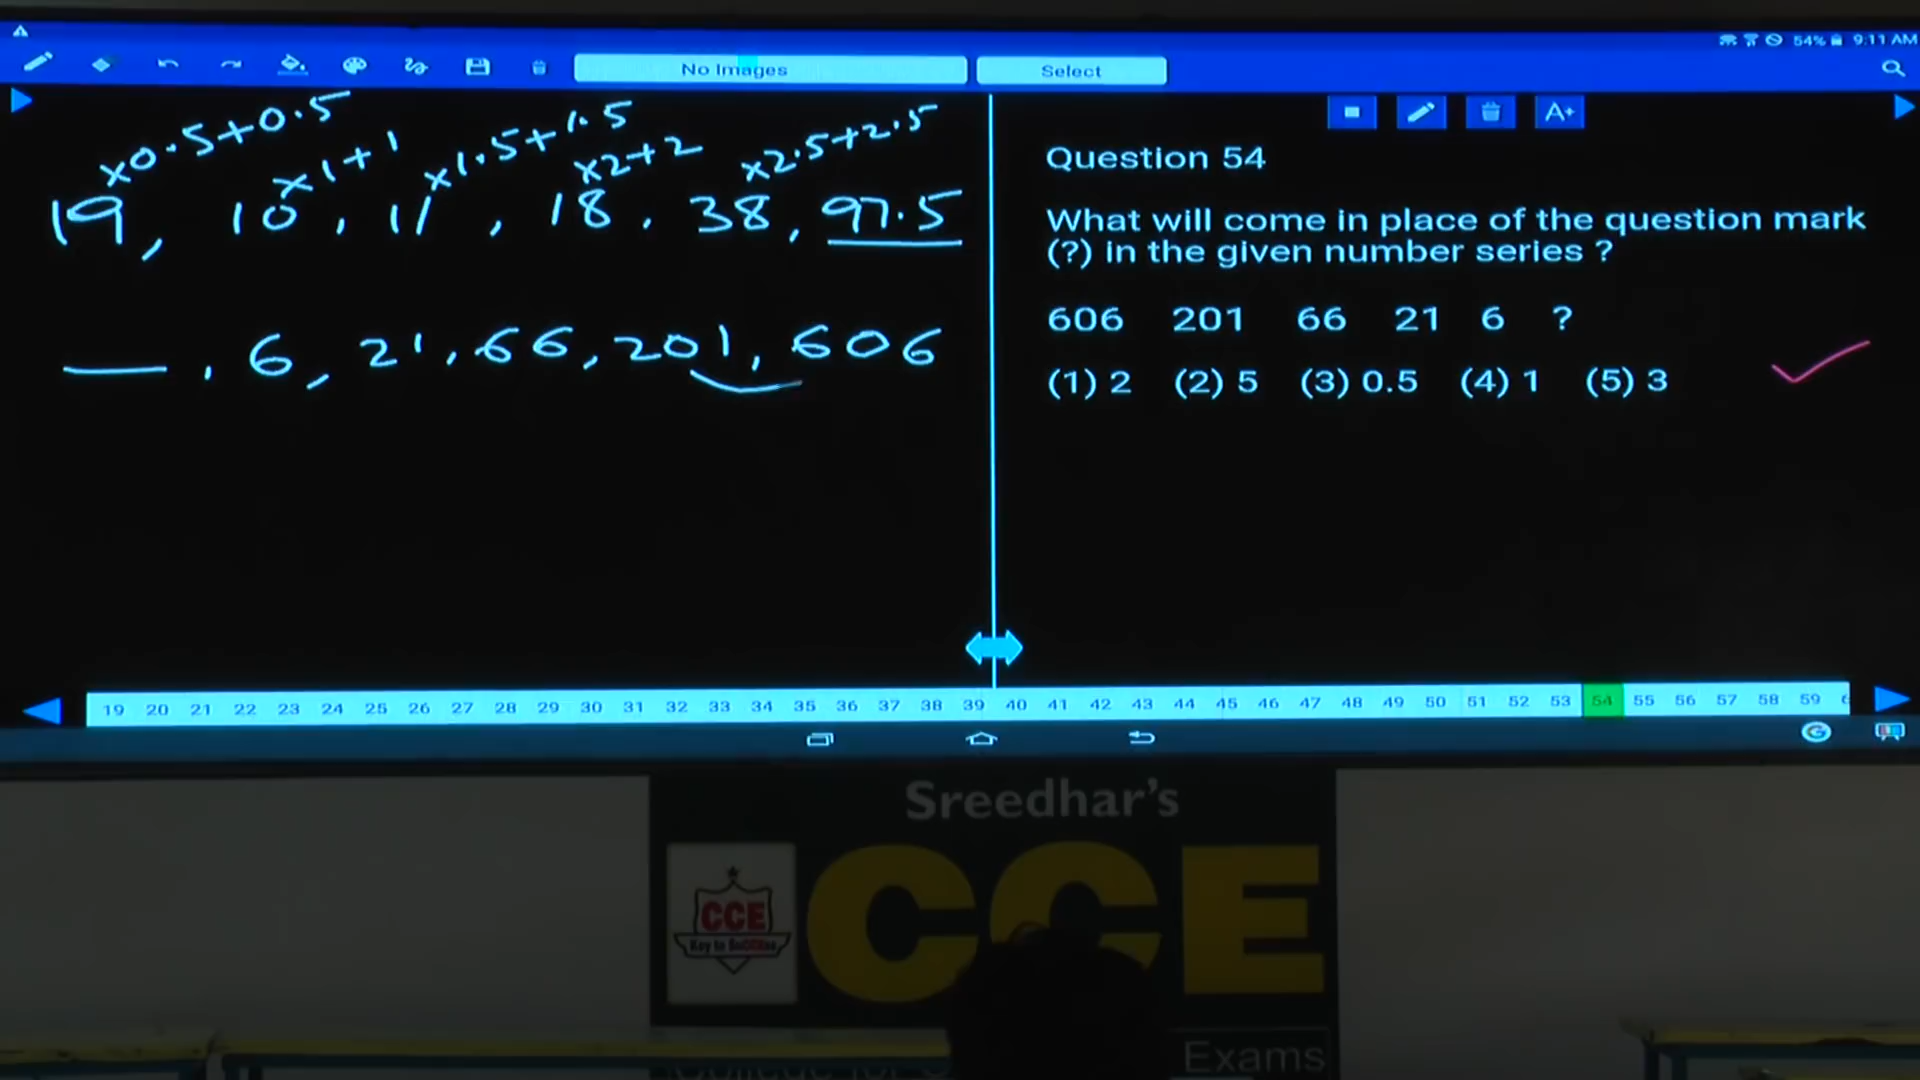 54% 9:11 AM
No Images
Select
×0.5+0.5 ×1+1 ×1.5+1.5 ×2+2 ×2.5+2.5
19, 10, 11, 18, 38, 97.5
__, 6, 21, 66, 201, 606
A+
Question 54
What will come in place of the question mark
(?) in the given number series ?
606 201 66 21 6 ?
(1) 2 (2) 5 (3) 0.5 (4) 1 (5) 3
19 20 21 22 23 24 25 26 27 28 29 30 31 32 33 34 35 36 37 38 39 40 41 42 43 44 45 46 47 48 49 50 51 52 53 54 55 56 57 58 59
Sreedhar's
CCE
CCE
Key to Success
Exams